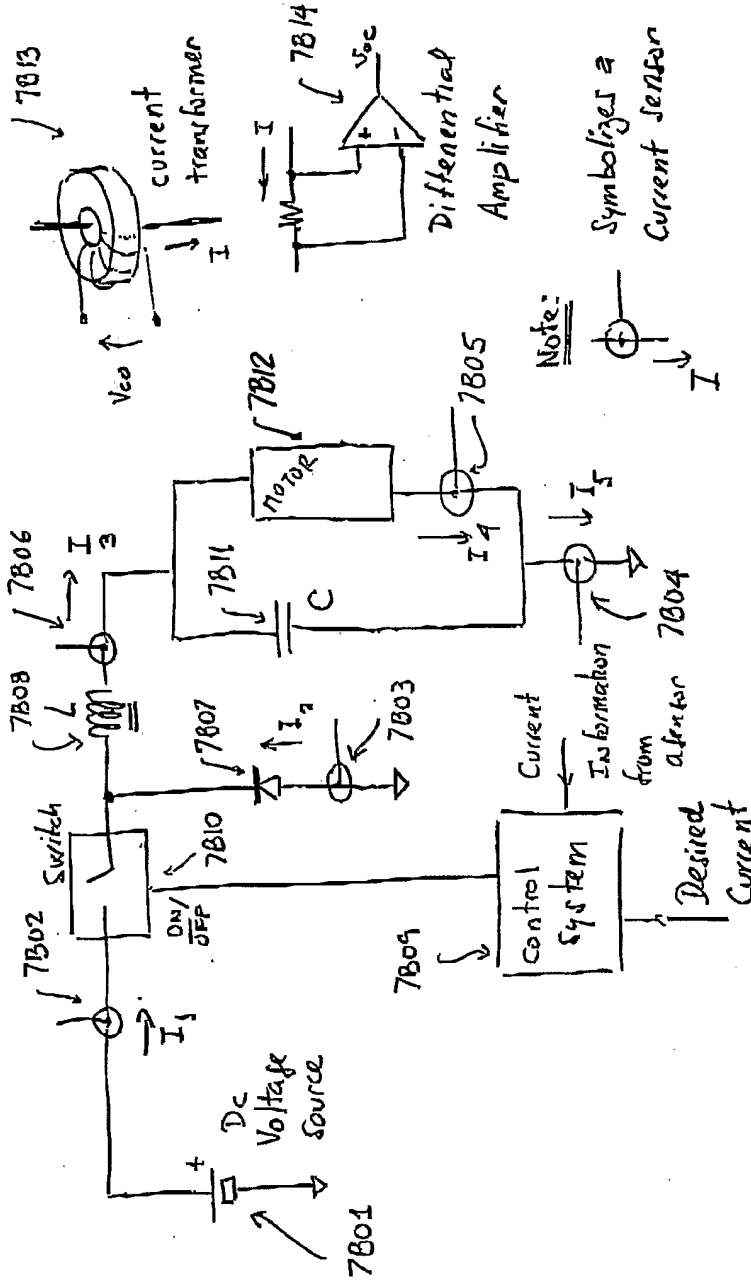 7B01
+
DC
Voltage
source
7B02
I1
Switch
ON/
OFF
7B10
7B08
L
7B06
I3
7B07
I2
7B03
7B11
C
MOTOR
7B12
I4
7B05
I5
7B04
7B09
Control
System
Current
Information
from a sensor
Desired
Current
7B13
Vco
I
current
transformer
7B14
I
+
-
Voc
Diffenential
Amplifier
Note:
I
Symbolizes a
Current sensor